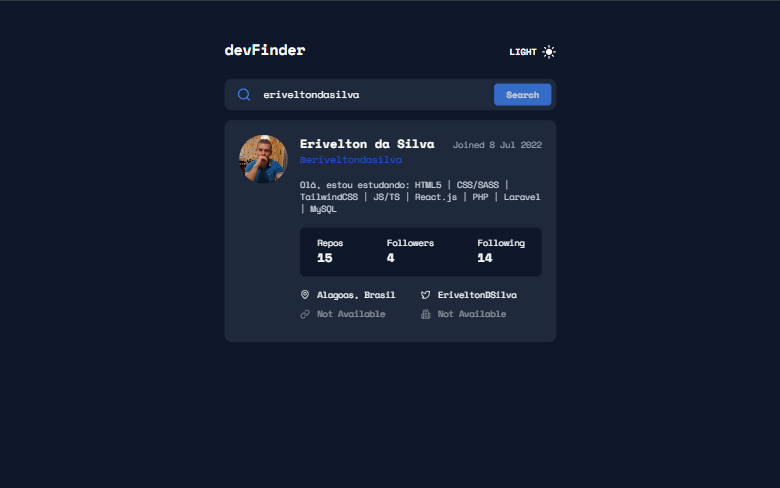 devFinder
LIGHT
eriveltondasilva
Search
Erivelton da Silva
Joined 8 Jul 2022
@eriveltondasilva
Olá, estou estudando: HTML5 | CSS/SASS |
TailwindCSS | JS/TS | React.js | PHP | Laravel
| MySQL
Repos Followers Following
15 4 14
Alagoas, Brasil EriveltonDSilva
Not Available Not Available